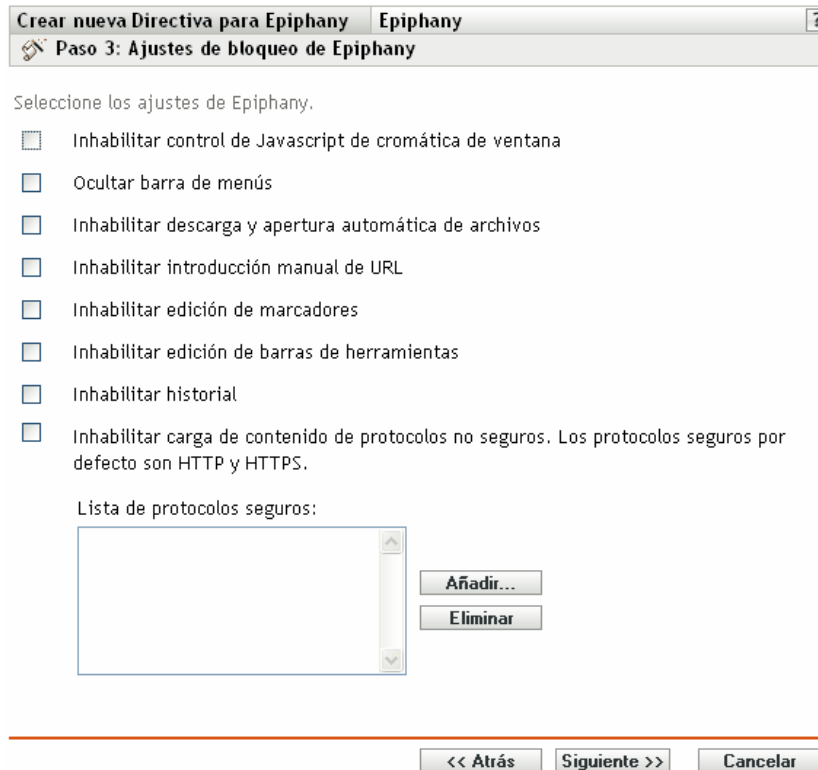 Crear nueva Directiva para Epiphany Epiphany ?
Paso 3: Ajustes de bloqueo de Epiphany
Seleccione los ajustes de Epiphany.
Inhabilitar control de Javascript de cromática de ventana
Ocultar barra de menús
Inhabilitar descarga y apertura automática de archivos
Inhabilitar introducción manual de URL
Inhabilitar edición de marcadores
Inhabilitar edición de barras de herramientas
Inhabilitar historial
Inhabilitar carga de contenido de protocolos no seguros. Los protocolos seguros por
defecto son HTTP y HTTPS.
Lista de protocolos seguros:
Añadir...
Eliminar
<< Atrás Siguiente >> Cancelar